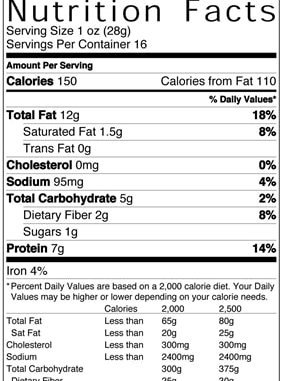 Nutrition Facts
Serving Size 1 oz (28g)
Servings Per Container 16
Amount Per Serving
Calories 150 Calories from Fat 110
% Daily Values*
Total Fat 12g 18%
Saturated Fat 1.5g 8%
Trans Fat 0g
Cholesterol 0mg 0%
Sodium 95mg 4%
Total Carbohydrate 5g 2%
Dietary Fiber 2g 8%
Sugars 1g
Protein 7g 14%
Iron 4%
*Percent Daily Values are based on a 2,000 calorie diet. Your Daily
Values may be higher or lower depending on your calorie needs.
Calories 2,000 2,500
Total Fat Less than 65g 80g
Sat Fat Less than 20g 25g
Cholesterol Less than 300mg 300mg
Sodium Less than 2400mg 2400mg
Total Carbohydrate 300g 375g
Dietary Fiber 25g 30g